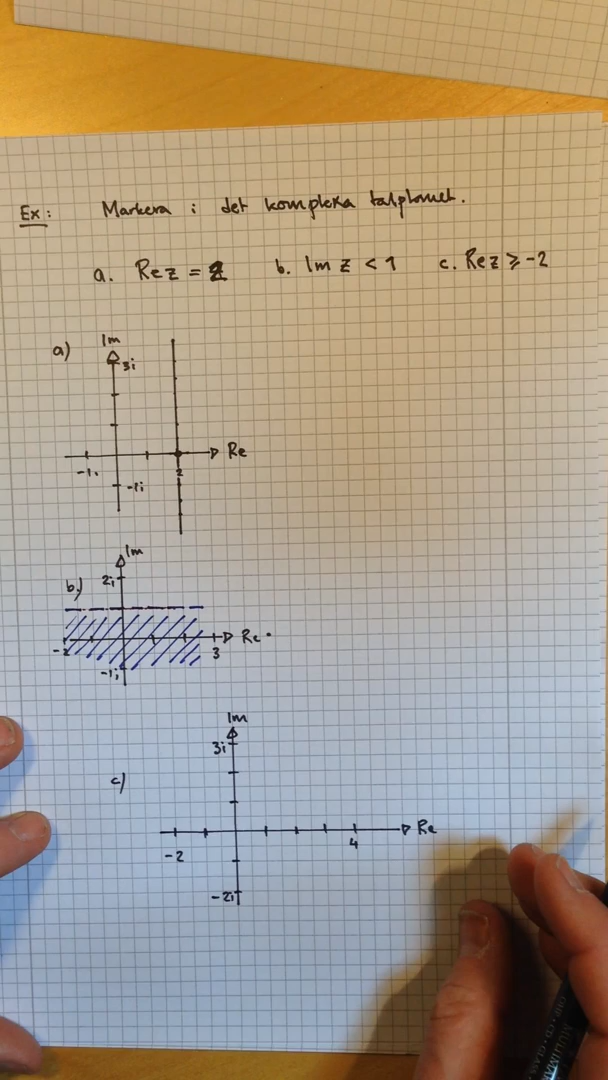 Ex: Markera i det komplexa talplanet.
a. Re z = 2 b. Im z < 1 c. Re z ≥ -2
a)
Im
3i
Re
-1i
2
-1i
Im
b)
2i
Re
-2
3
-1i
Im
3i
c)
Re
-2
4
-2i